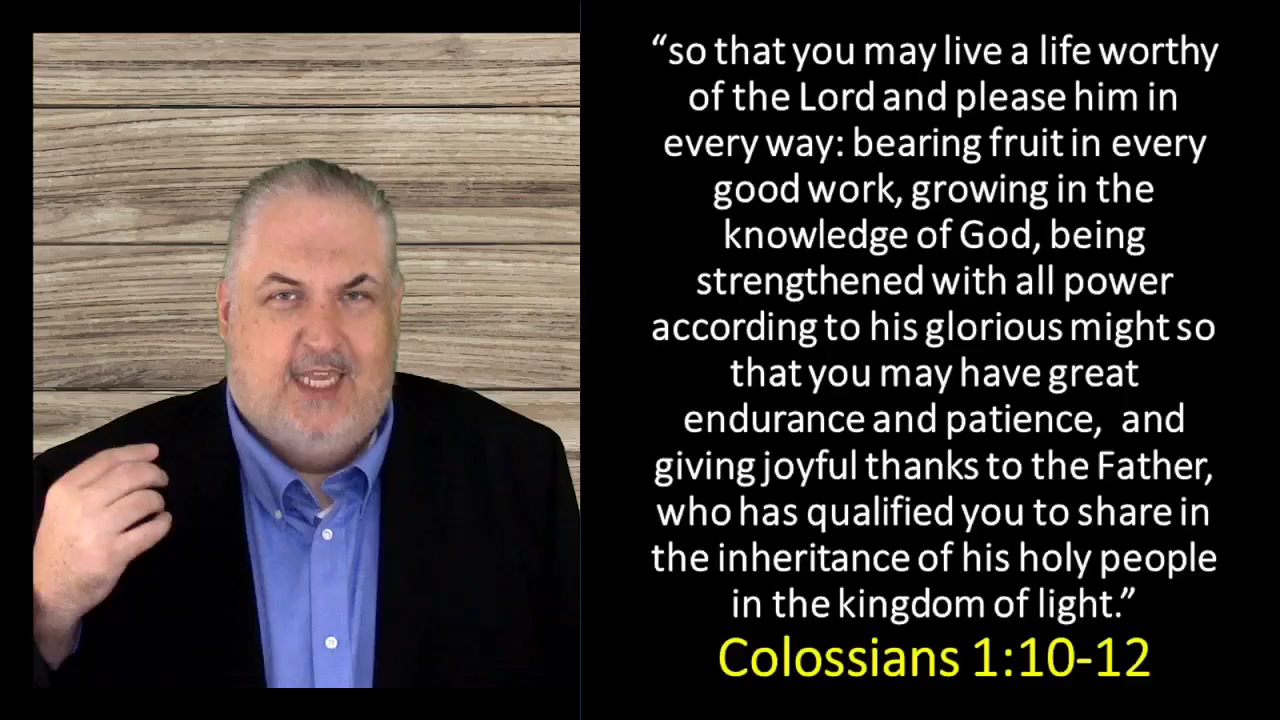 “so that you may live a life worthy
of the Lord and please him in
every way: bearing fruit in every
good work, growing in the
knowledge of God, being
strengthened with all power
according to his glorious might so
that you may have great
endurance and patience,  and
giving joyful thanks to the Father,
who has qualified you to share in
the inheritance of his holy people
in the kingdom of light.”
Colossians 1:10-12